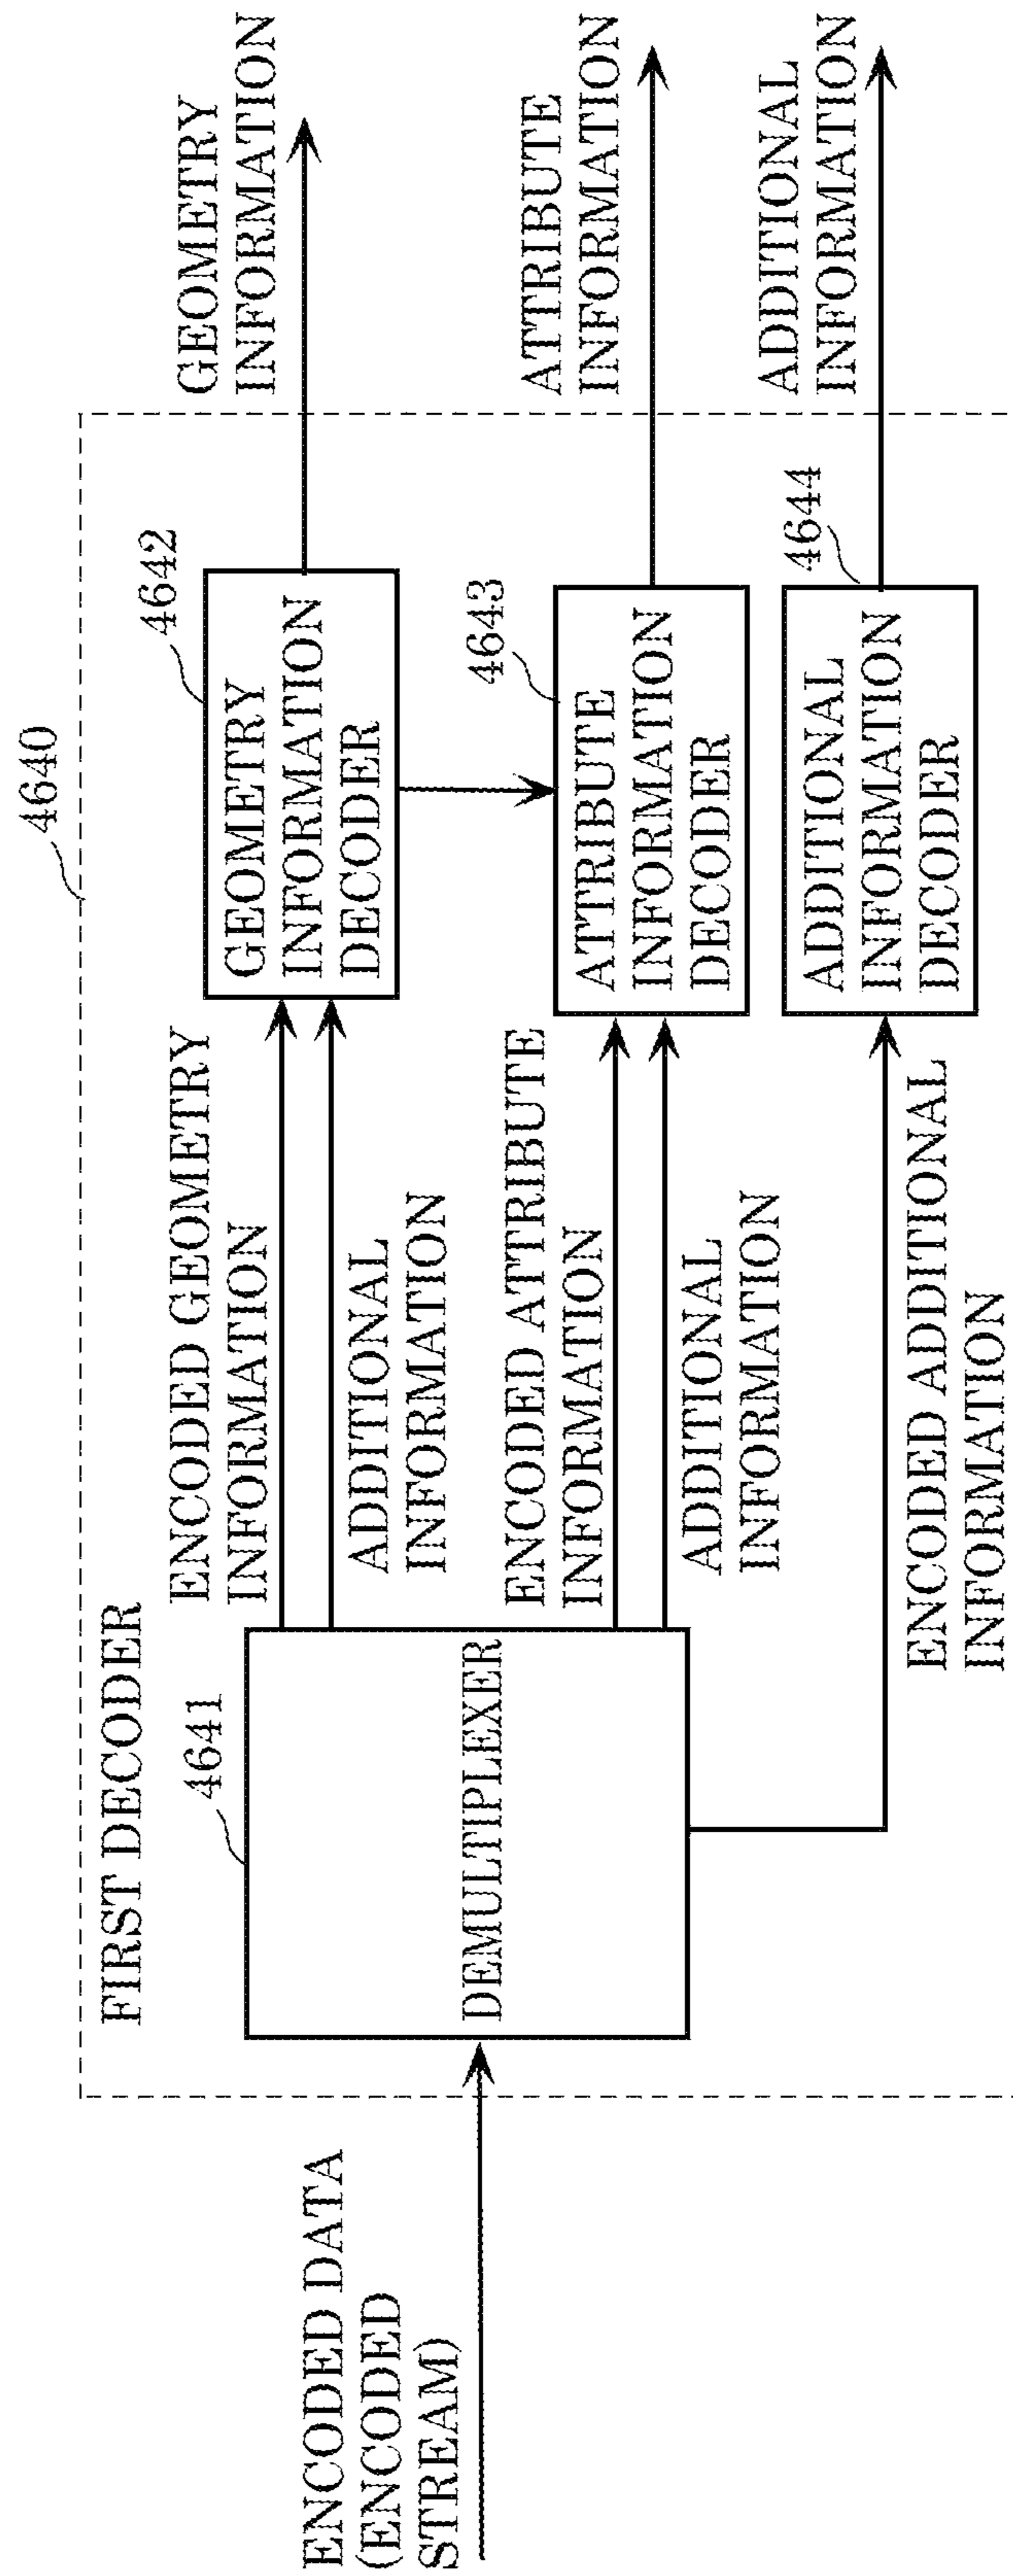 4640
FIRST DECODER
ENCODED DATA
(ENCODED
STREAM)
4641
DEMULTIPLEXER
ENCODED GEOMETRY
INFORMATION
ADDITIONAL
INFORMATION
ENCODED ATTRIBUTE
INFORMATION
ADDITIONAL
INFORMATION
ENCODED ADDITIONAL
INFORMATION
4642
GEOMETRY
INFORMATION
DECODER
4643
ATTRIBUTE
INFORMATION
DECODER
4644
ADDITIONAL
INFORMATION
DECODER
GEOMETRY
INFORMATION
ATTRIBUTE
INFORMATION
ADDITIONAL
INFORMATION